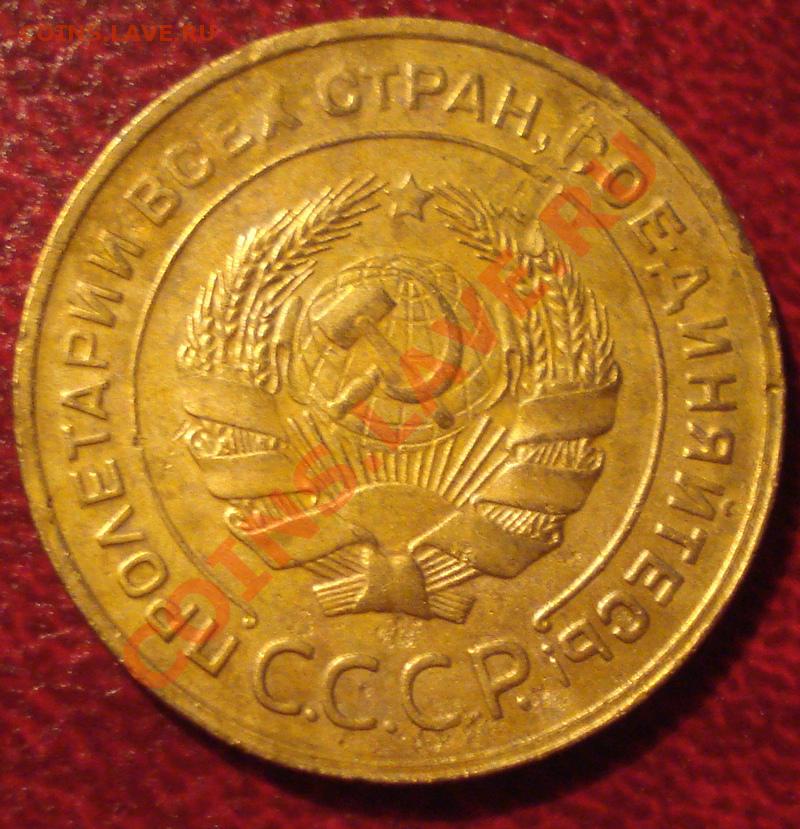 COINS.LAVE.RU
ПРОЛЕТАРИИ ВСЕХ СТРАН, СОЕДИНЯЙТЕСЬ!
С.С.С.Р.
COINS.LAVE.RU